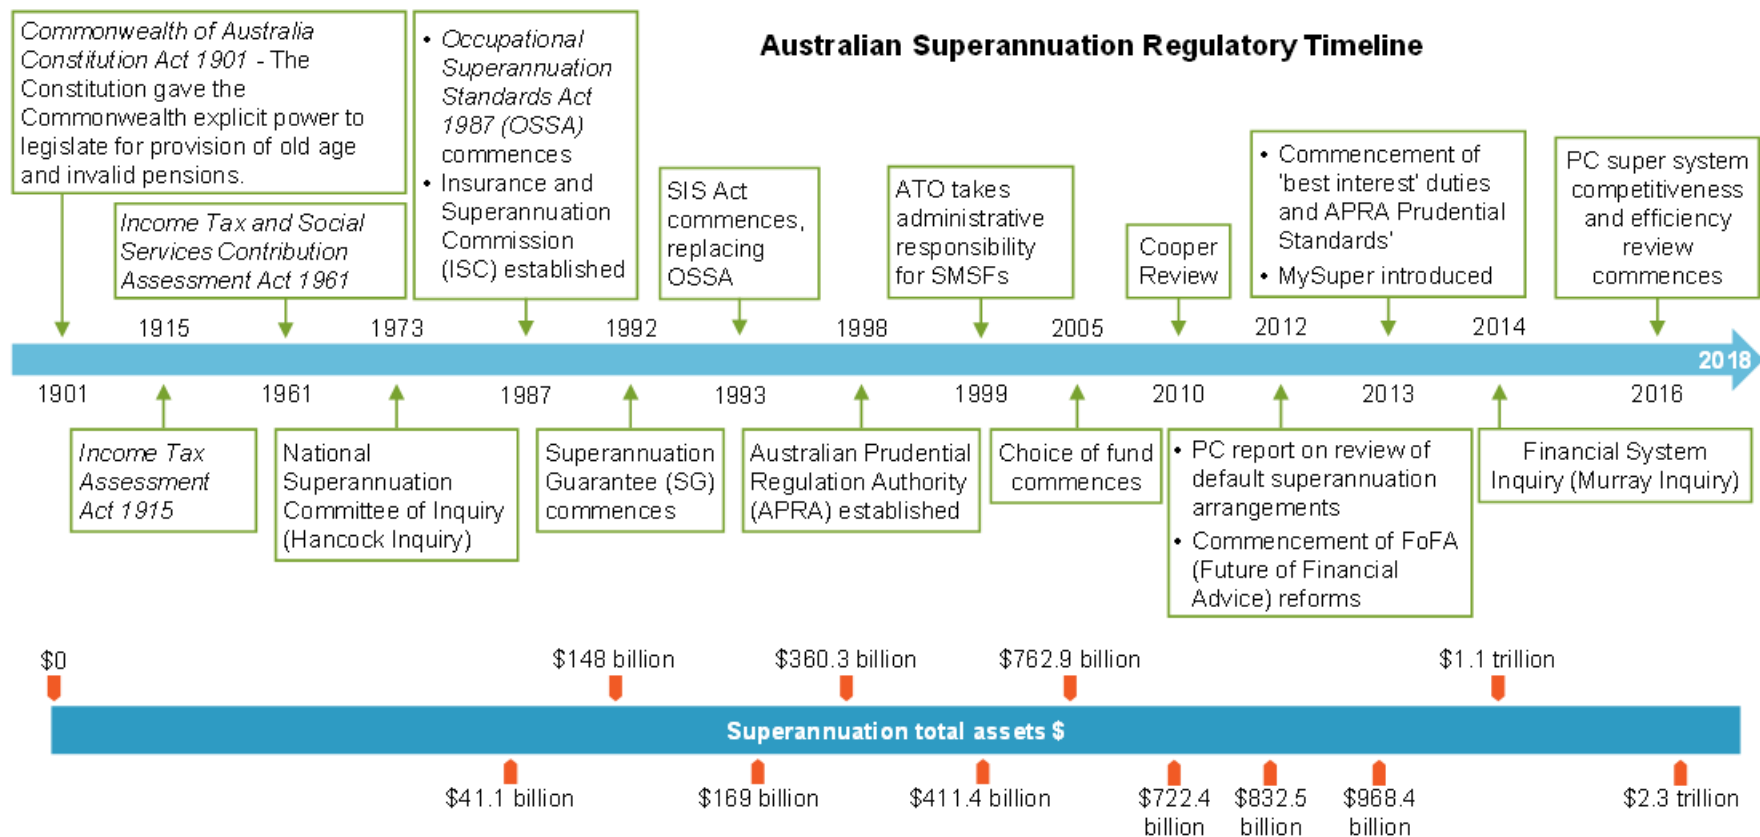 Australian Superannuation Regulatory Timeline
Commonwealth of Australia
Constitution Act 1901 - The
Constitution gave the
Commonwealth explicit power to
legislate for provision of old age
and invalid pensions.
Income Tax and Social
Services Contribution
Assessment Act 1961
• Occupational
Superannuation
Standards Act
1987 (OSSA)
commences
• Insurance and
Superannuation
Commission
(ISC) established
SIS Act
commences,
replacing
OSSA
ATO takes
administrative
responsibility
for SMSFs
Cooper
Review
• Commencement of
'best interest' duties
and APRA Prudential
Standards'
• MySuper introduced
PC super system
competitiveness
and efficiency
review
commences
1915
1973
1992
1998
2005
2012
2014
2018
1901
1961
1987
1993
1999
2010
2013
2016
Income Tax
Assessment
Act 1915
National
Superannuation
Committee of Inquiry
(Hancock Inquiry)
Superannuation
Guarantee (SG)
commences
Australian Prudential
Regulation Authority
(APRA) established
Choice of fund
commences
• PC report on review of
default superannuation
arrangements
• Commencement of FoFA
(Future of Financial
Advice) reforms
Financial System
Inquiry (Murray Inquiry)
$0
$148 billion
$360.3 billion
$762.9 billion
$1.1 trillion
Superannuation total assets $
$41.1 billion
$169 billion
$411.4 billion
$722.4
billion
$832.5
billion
$968.4
billion
$2.3 trillion